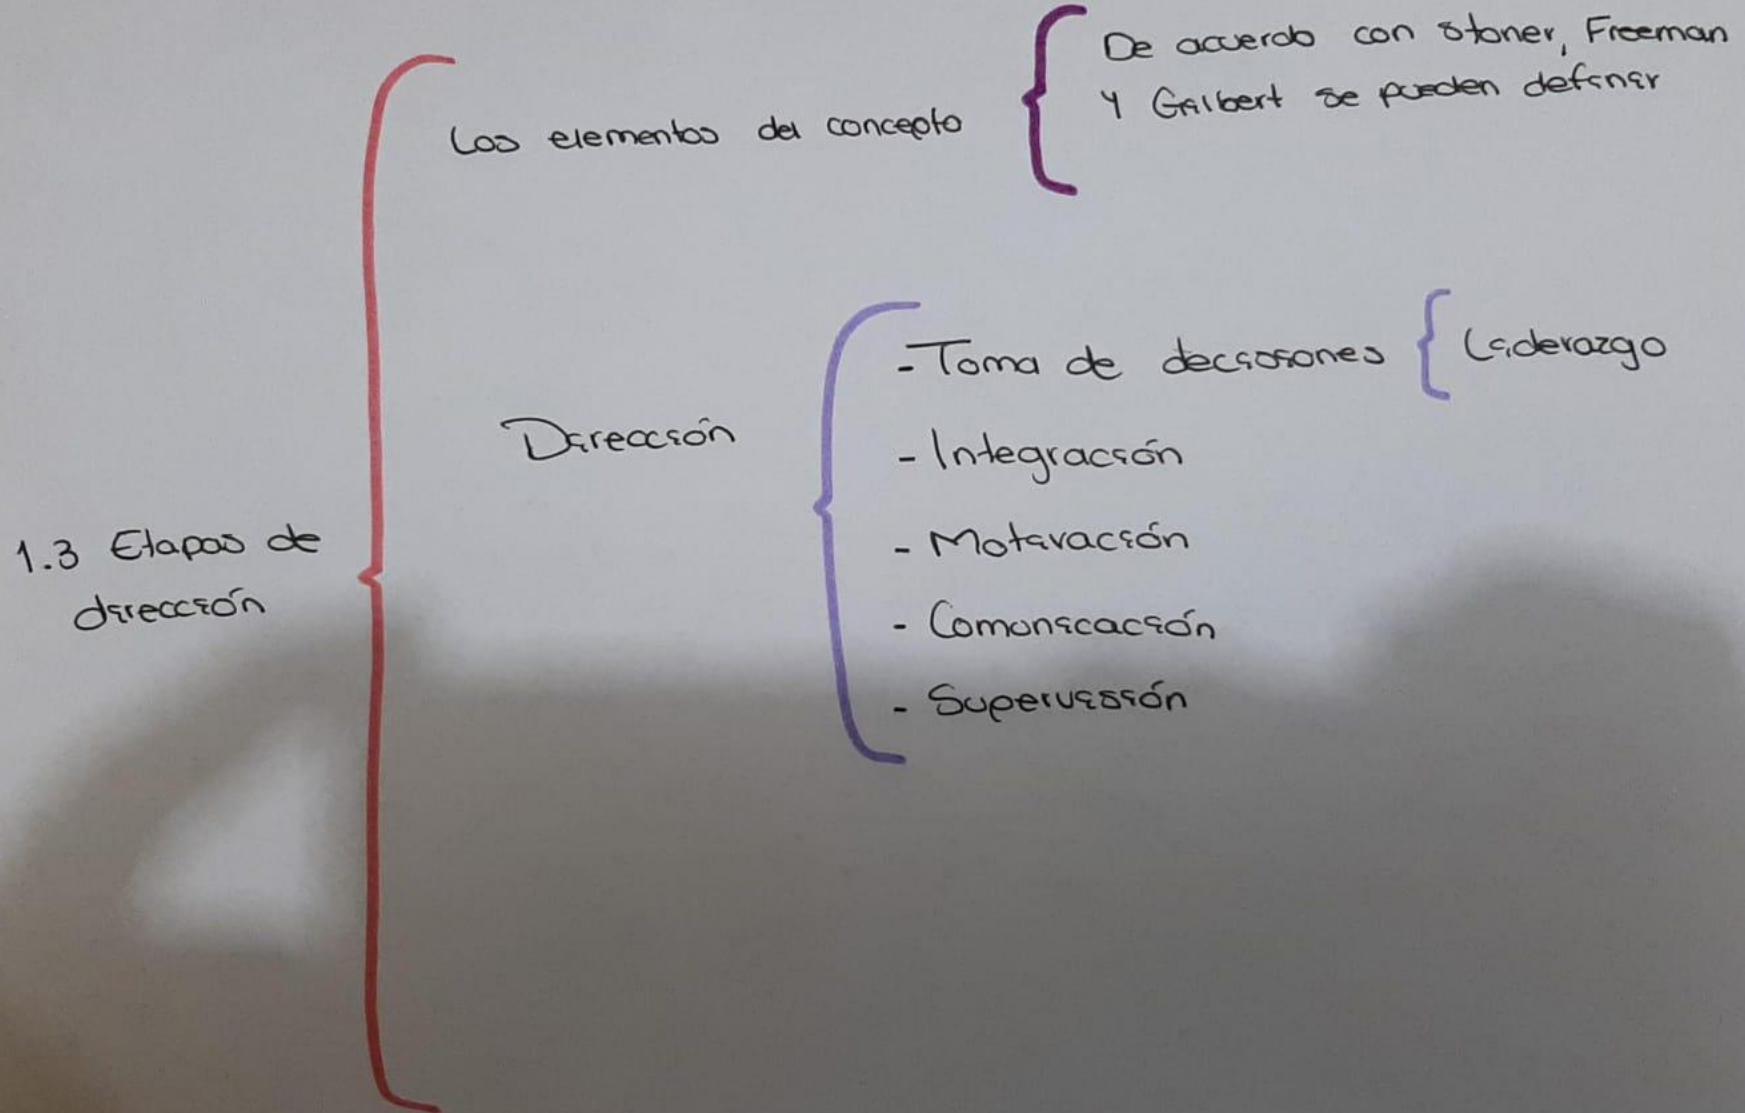 De acuerdo con Stoner, Freeman
Y Gilbert se pueden definir
Los elementos del concepto
- Toma de decisiones
Liderazgo
Dirección
- Integración
- Motivación
1.3 Etapas de
dirección
- Comunicación
- Supervisión